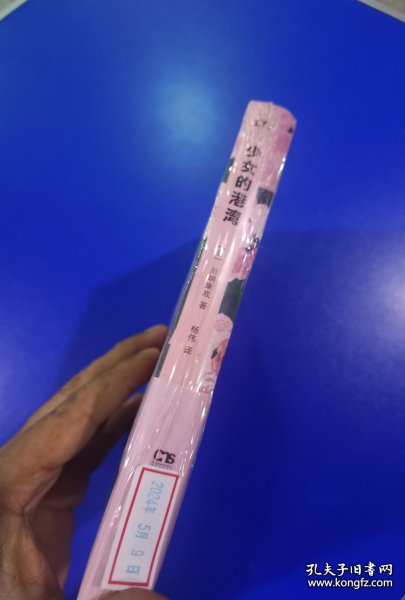 少女的港湾
川端康成 著
杨伟 译
2024年 5月 9日
孔夫子旧书网
www.kongfz.com